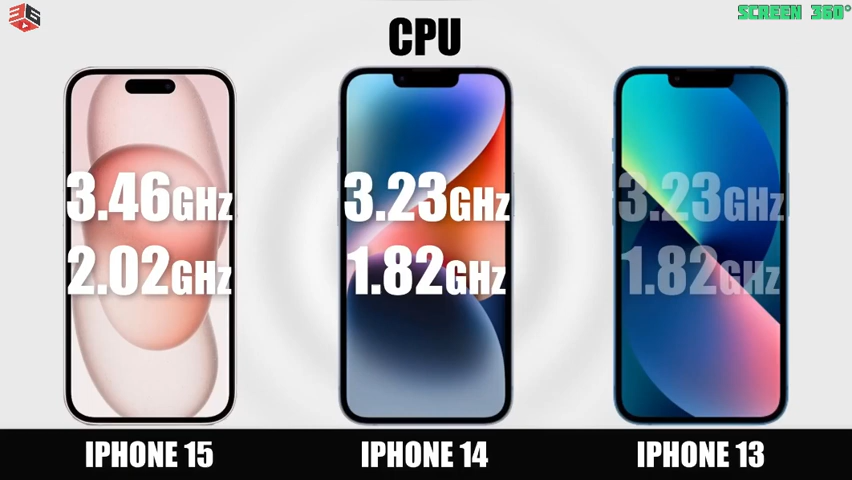 SCREEN 360°
CPU
3.46GHz 3.23GHz 3.23GHz
2.02GHz 1.82GHz 1.82GHz
IPHONE 15 IPHONE 14 IPHONE 13